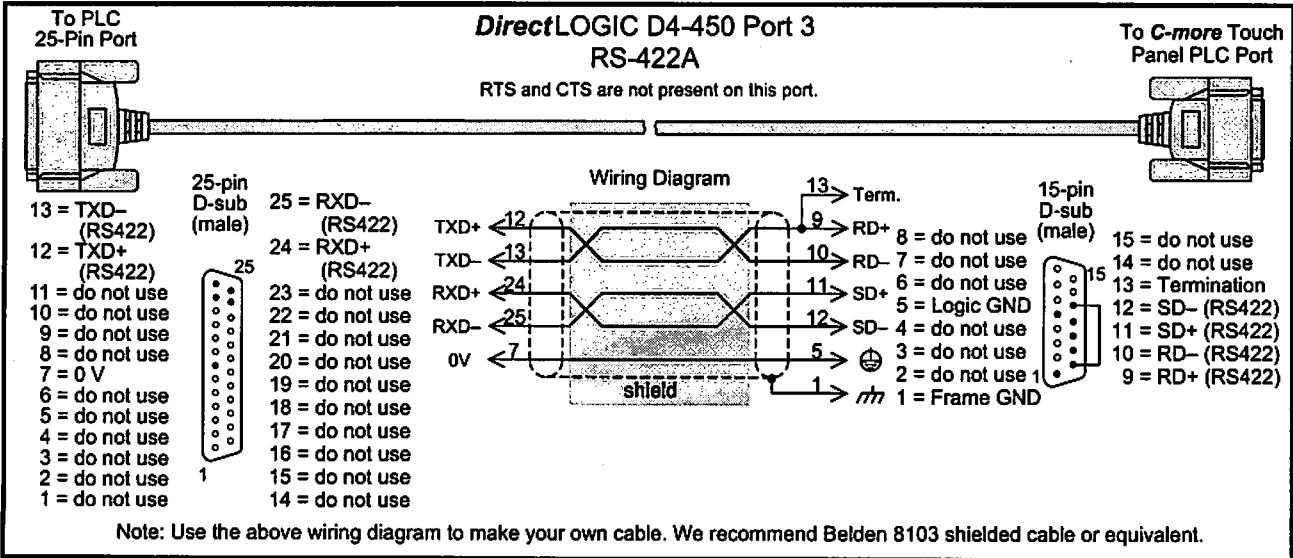 To PLC
25-Pin Port
DirectLOGIC D4-450 Port 3
RS-422A
RTS and CTS are not present on this port.
To C-more Touch
Panel PLC Port
25-pin
D-sub
(male)
13 = TXD–
(RS422)
12 = TXD+
(RS422)
11 = do not use
10 = do not use
9 = do not use
8 = do not use
7 = 0 V
6 = do not use
5 = do not use
4 = do not use
3 = do not use
2 = do not use
1 = do not use
25
1
25 = RXD–
(RS422)
24 = RXD+
(RS422)
23 = do not use
22 = do not use
21 = do not use
20 = do not use
19 = do not use
18 = do not use
17 = do not use
16 = do not use
15 = do not use
14 = do not use
Wiring Diagram
13 Term.
TXD+ 12 9 RD+
TXD– 13 10 RD–
RXD+ 24 11 SD+
RXD– 25 12 SD–
0V 7 5
shield
1
8 = do not use
7 = do not use
6 = do not use
5 = Logic GND
4 = do not use
3 = do not use
2 = do not use
1 = Frame GND
15-pin
D-sub
(male)
15
1
15 = do not use
14 = do not use
13 = Termination
12 = SD– (RS422)
11 = SD+ (RS422)
10 = RD– (RS422)
9 = RD+ (RS422)
Note: Use the above wiring diagram to make your own cable. We recommend Belden 8103 shielded cable or equivalent.